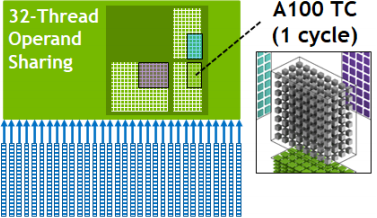 32-Thread
Operand
Sharing
A100 TC
(1 cycle)